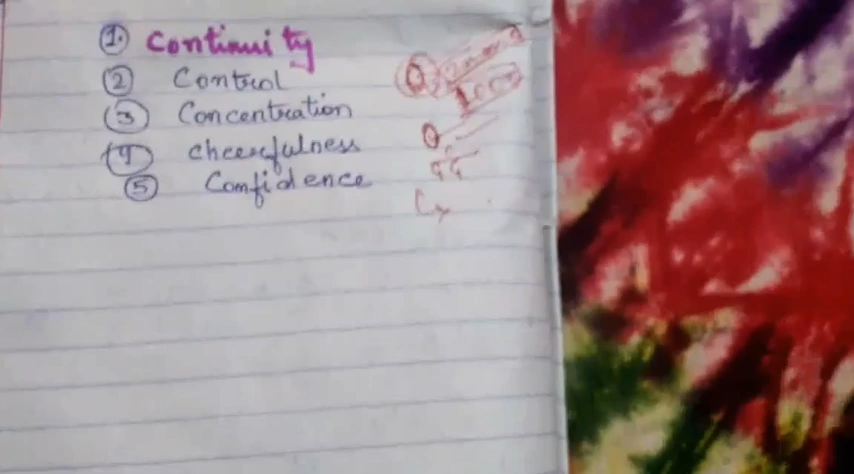 1. Continuity
2 Control
3 Concentration
4 cheerfulness
5 Confidence